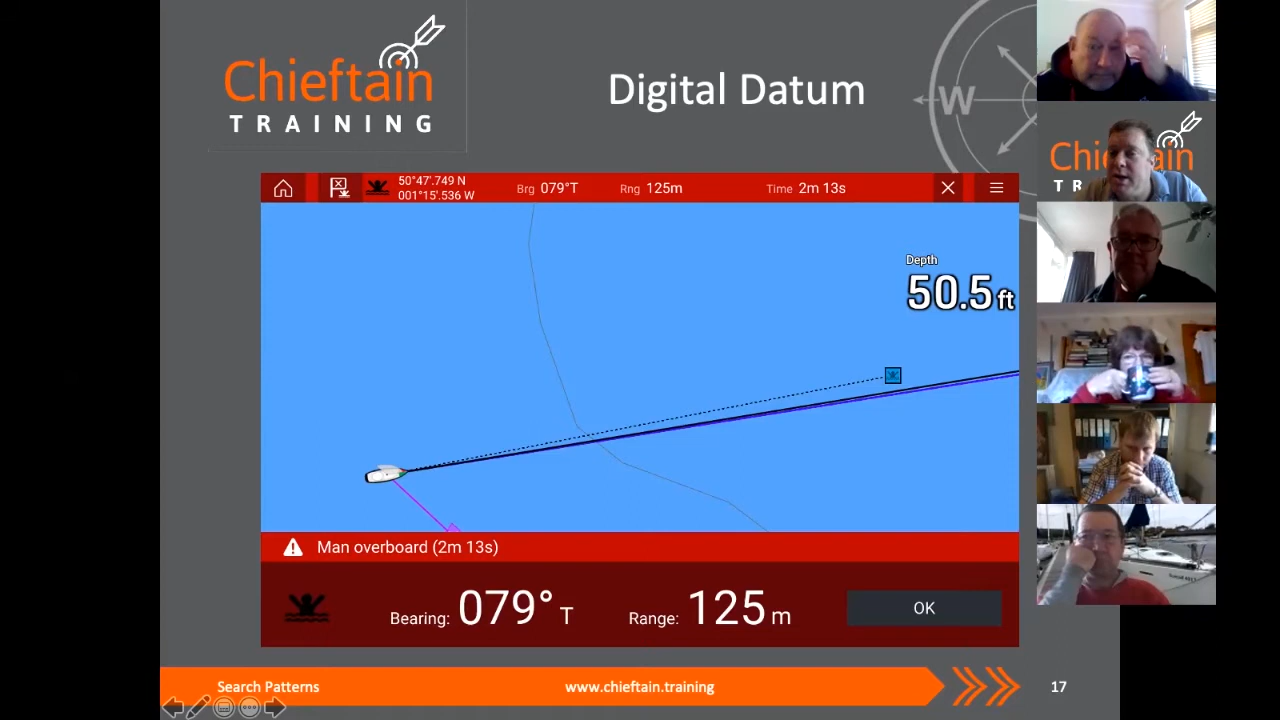 Chieftain
TRAINING
Digital Datum
W
50°47'.749 N
001°15'.536 W
Brg 079°T
Rng 125m
Time 2m 13s
Depth
50.5 ft
Man overboard (2m 13s)
Bearing: 079° T
Range: 125 m
OK
Search Patterns
www.chieftain.training
17